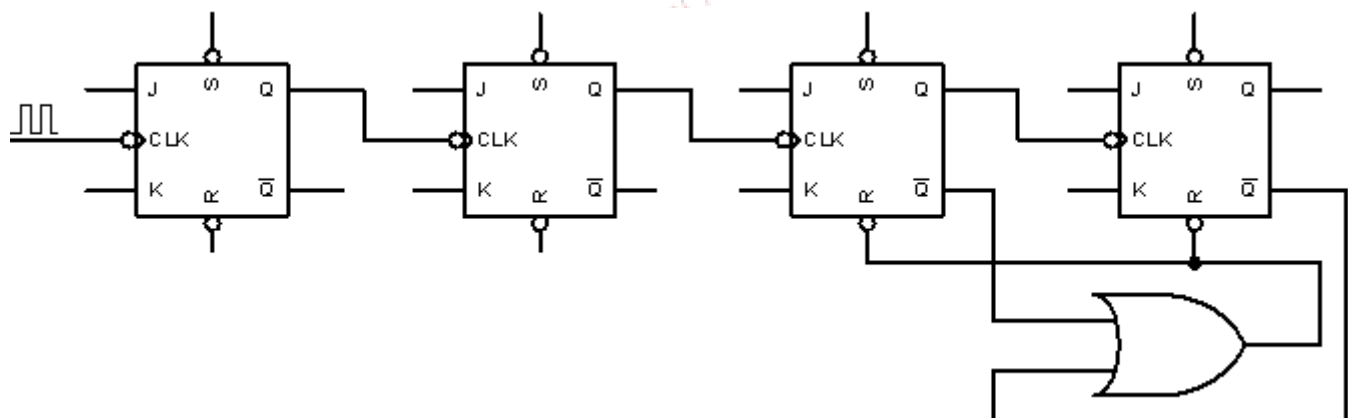 J S Q J S Q J S Q J S Q
CLK CLK CLK CLK
K R Q̅ K R Q̅ K R Q̅ K R Q̅